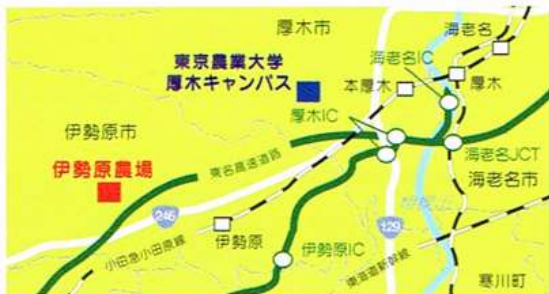 厚木市
海老名
東京農業大学
厚木キャンパス
海老名IC
本厚木
厚木
厚木IC
伊勢原市
伊勢原農場
東名高速道路
海老名JCT
海老名市
相模川
246
129
伊勢原
小田急小田原線
伊勢原IC
東海道新幹線
寒川町